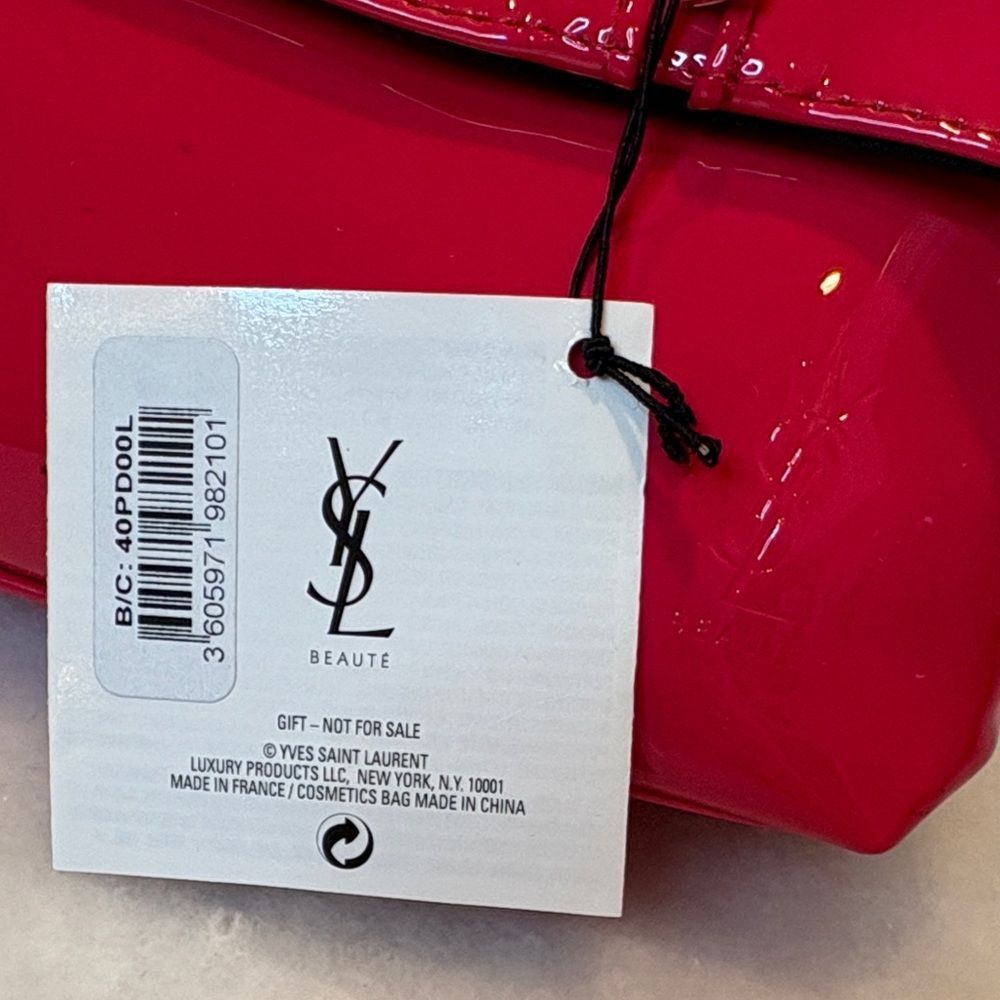 B/C: 40PD00L
3 605971 982101
YSL
BEAUTÉ
GIFT – NOT FOR SALE
© YVES SAINT LAURENT
LUXURY PRODUCTS LLC, NEW YORK, N.Y. 10001
MADE IN FRANCE / COSMETICS BAG MADE IN CHINA
BEAUTÉ